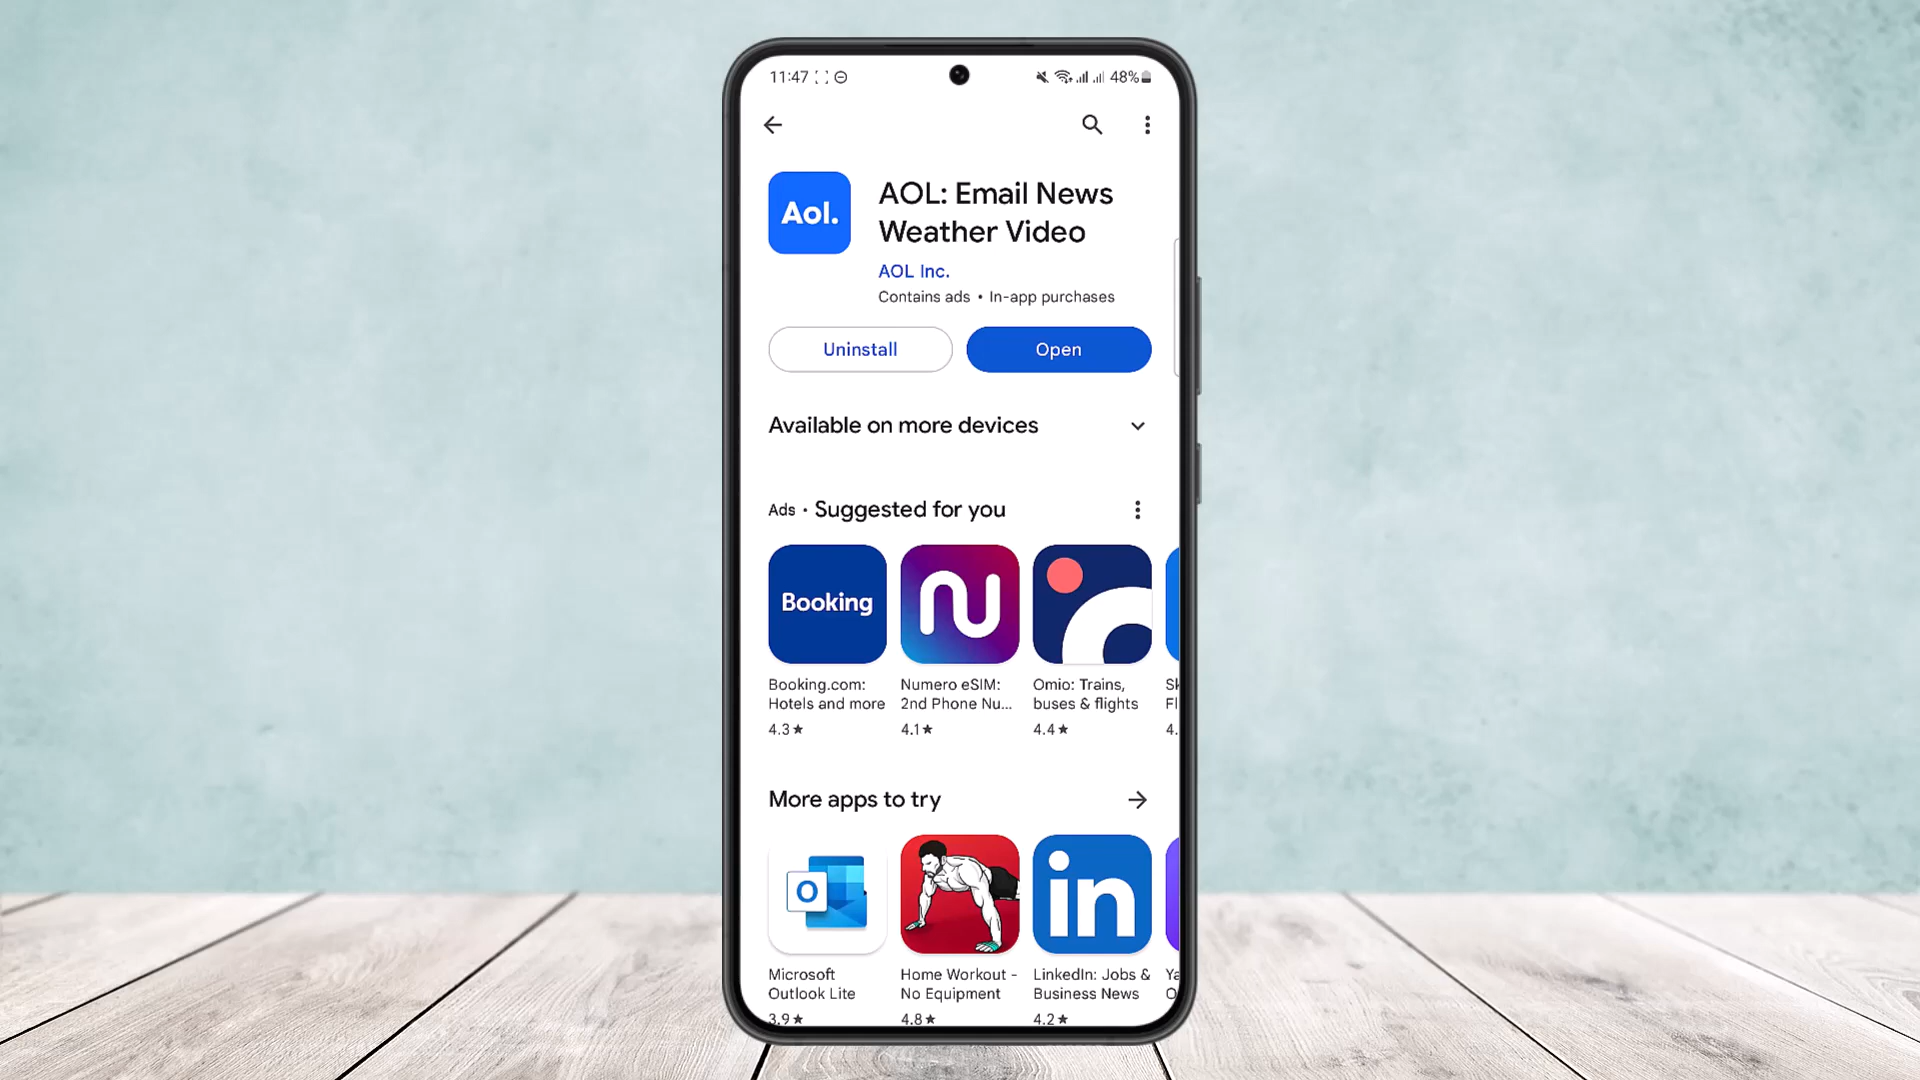 11:47
48%
Aol.
AOL: Email News
Weather Video
AOL Inc.
Contains ads • In-app purchases
Uninstall
Open
Available on more devices
Ads • Suggested for you
Booking
Booking.com:
Hotels and more
4.3★
Numero eSIM:
2nd Phone Nu...
4.1★
Omio: Trains,
buses & flights
4.4★
More apps to try
O
Microsoft
Outlook Lite
3.9★
Home Workout -
No Equipment
4.8★
in
LinkedIn: Jobs &
Business News
4.2★